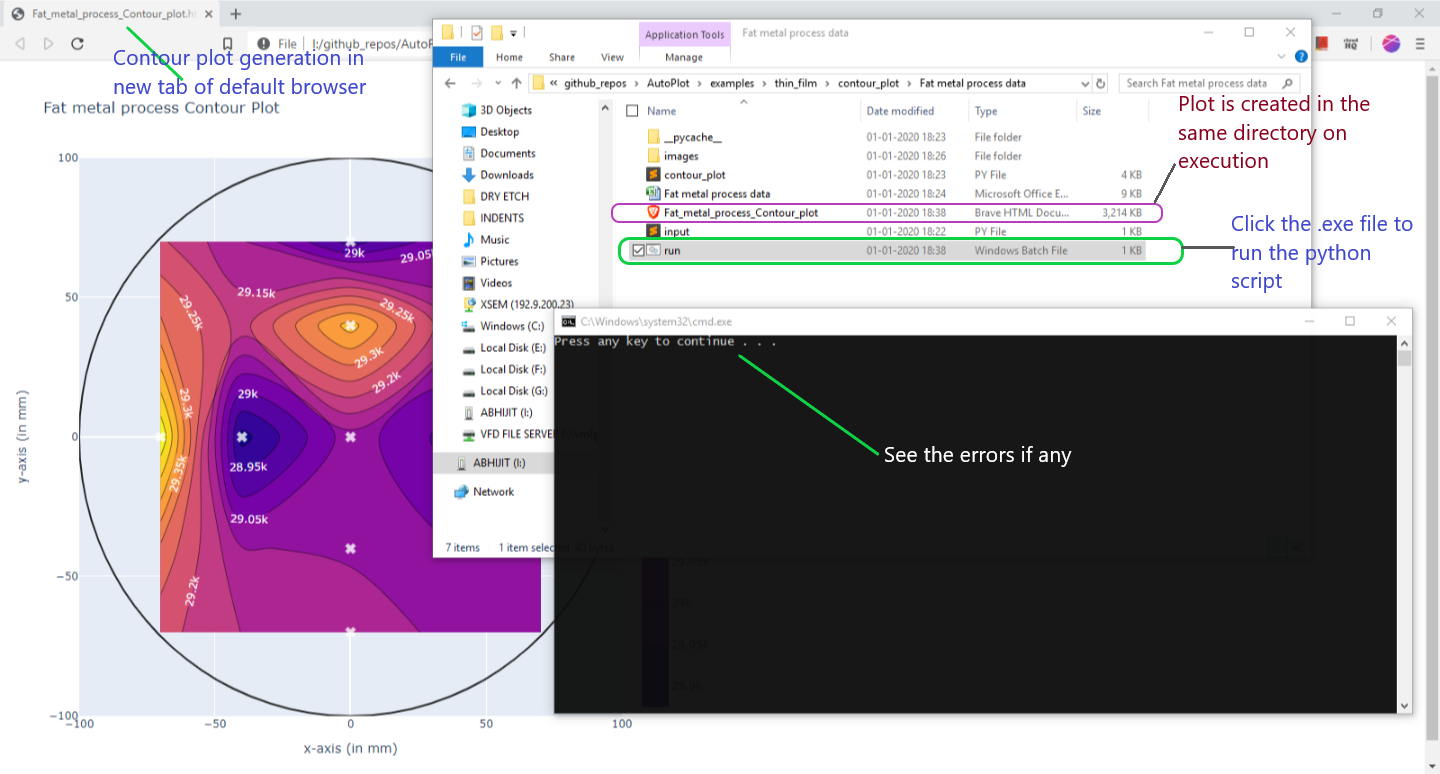 Fat_metal_process_Contour_plot.h
File
I:/github_repos/AutoP
Contour plot generation in
new tab of default browser
Fat metal process Contour Plot
100
50
0
−50
−100
−100
−50
0
50
100
y-axis (in mm)
x-axis (in mm)
29k
29.05k
29.15k
29.25k
29.25k
29.3k
29.2k
29k
29.3k
28.95k
29.35k
29.05k
29.2k
Application Tools
Fat metal process data
File
Home
Share
View
Manage
« github_repos > AutoPlot > examples > thin_film > contour_plot > Fat metal process data
Search Fat metal process data
cloud
HQ
3D Objects
Desktop
Documents
Downloads
DRY ETCH
INDENTS
Music
Pictures
Videos
XSEM (192.9.200.23)
Windows (C:)
Local Disk (E:)
Local Disk (F:)
Local Disk (G:)
ABHIJIT (I:)
VFD FILE SERVER
ABHIJIT (I:)
Network
Name Date modified Type Size
__pycache__ 01-01-2020 18:23 File folder
images 01-01-2020 18:26 File folder
contour_plot 01-01-2020 18:23 PY File 4 KB
Fat metal process data 01-01-2020 18:24 Microsoft Office E... 9 KB
Fat_metal_process_Contour_plot 01-01-2020 18:38 Brave HTML Docu... 3,214 KB
input 01-01-2020 18:22 PY File 1 KB
run 01-01-2020 18:38 Windows Batch File 1 KB
7 items 1 item selected
Plot is created in the
same directory on
execution
Click the .exe file to
run the python
script
C:\Windows\system32\cmd.exe
Press any key to continue . . .
See the errors if any